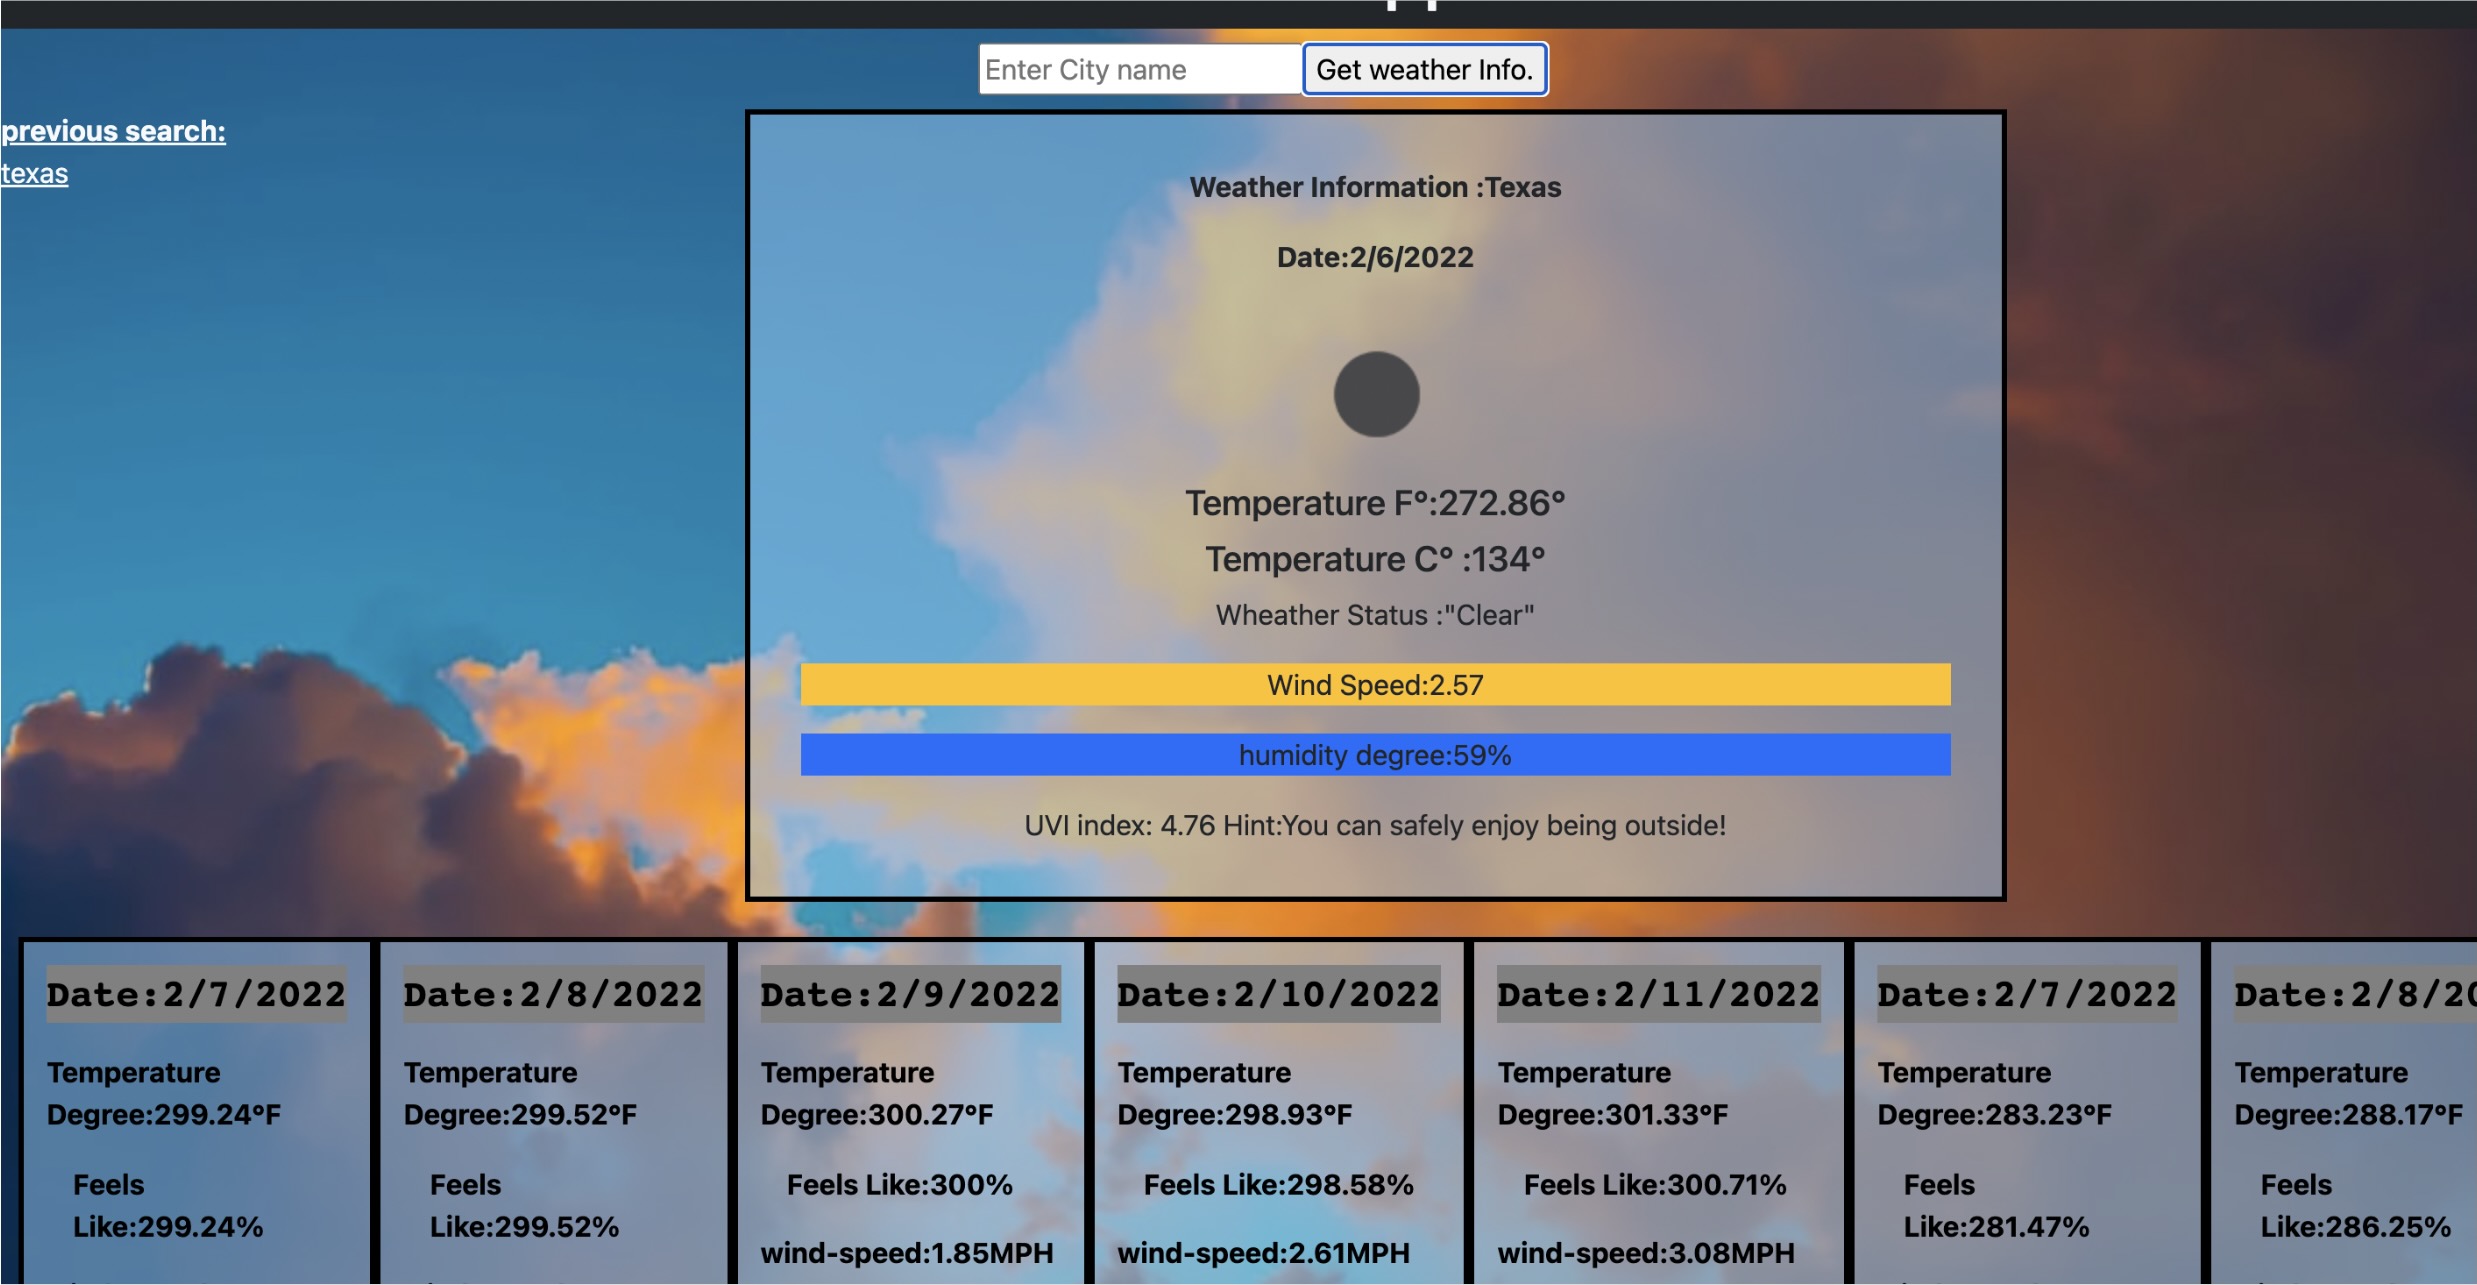 Enter City name Get weather Info.
previous search:
texas
Weather Information :Texas
Date:2/6/2022
Temperature F°:272.86°
Temperature C° :134°
Wheather Status :"Clear"
Wind Speed:2.57
humidity degree:59%
UVI index: 4.76 Hint:You can safely enjoy being outside!
Date:2/7/2022
Temperature
Degree:299.24°F
Feels
Like:299.24%
Date:2/8/2022
Temperature
Degree:299.52°F
Feels
Like:299.52%
Date:2/9/2022
Temperature
Degree:300.27°F
Feels Like:300%
wind-speed:1.85MPH
Date:2/10/2022
Temperature
Degree:298.93°F
Feels Like:298.58%
wind-speed:2.61MPH
Date:2/11/2022
Temperature
Degree:301.33°F
Feels Like:300.71%
wind-speed:3.08MPH
Date:2/7/2022
Temperature
Degree:283.23°F
Feels
Like:281.47%
Date:2/8/20
Temperature
Degree:288.17°F
Feels
Like:286.25%